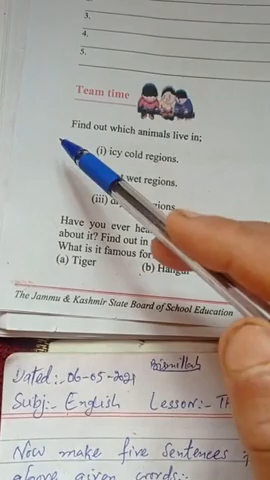 3.
4.
5.
Team time
Find out which animals live in;
(i) icy cold regions.
wet regions.
(iii)
Have you ever
about it? Find out in
What is it famous for
(a) Tiger (b) Hangul
The Jammu & Kashmir State Board of School Education
Bismillah
Dated:- 06-05-2021
Subj:- English Lesson:-
Now make five sentences
above given words:-